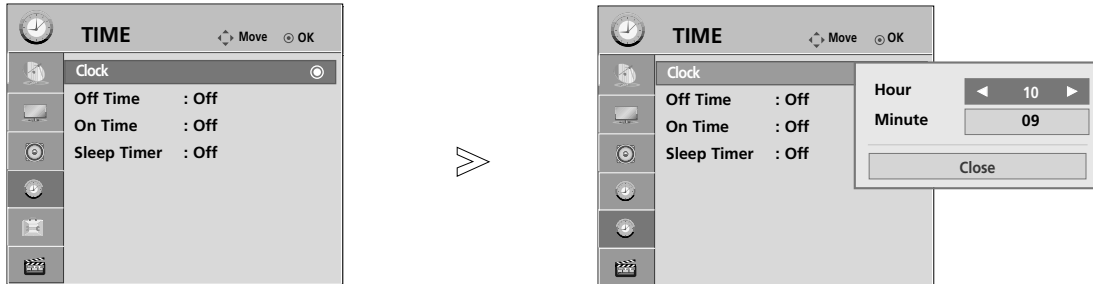 TIME Move OK
Clock
Off Time : Off
On Time : Off
Sleep Timer : Off
TIME Move OK
Clock
Off Time : Off
On Time : Off
Sleep Timer : Off
Hour 10
Minute 09
Close